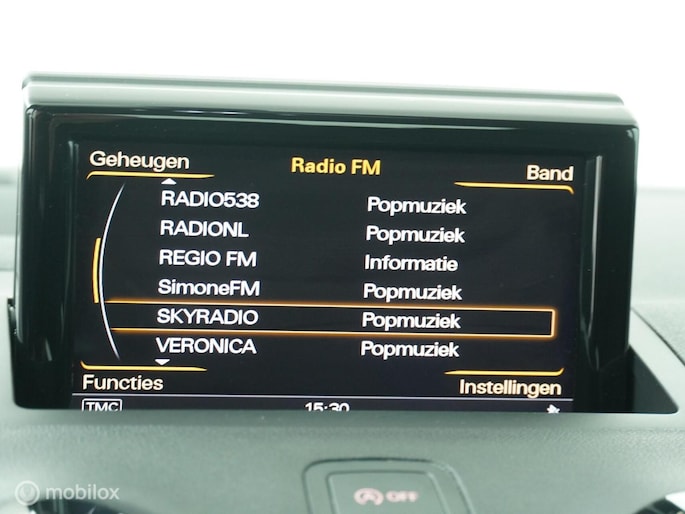 Geheugen Radio FM Band
RADIO538 Popmuziek
RADIONL Popmuziek
REGIO FM Informatie
SimoneFM Popmuziek
SKYRADIO Popmuziek
VERONICA Popmuziek
Functies Instellingen
TMC 15:30
A OFF
mobilox